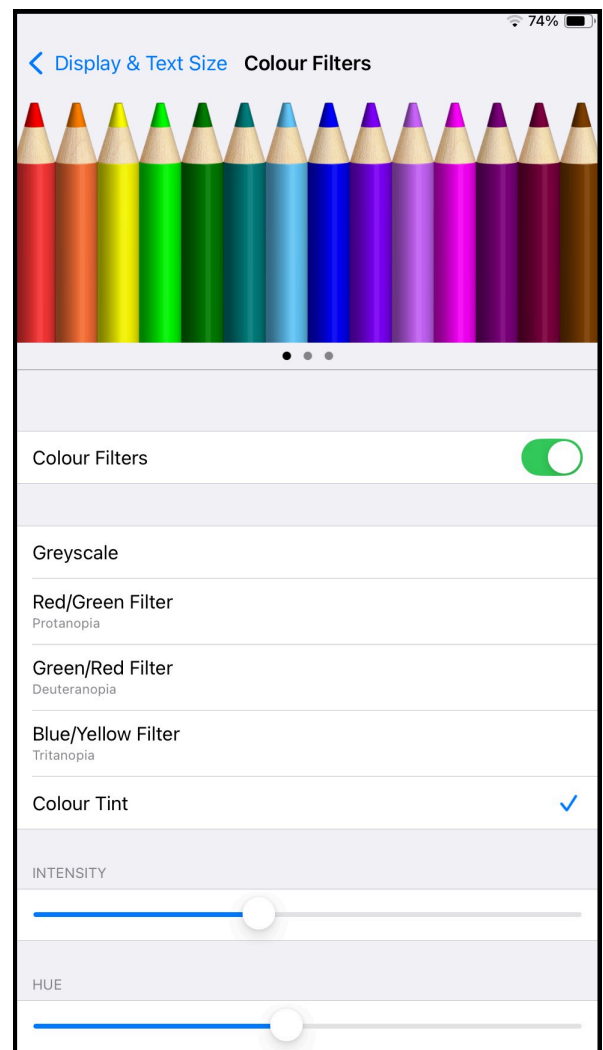 74%
Display & Text Size Colour Filters
Colour Filters
Greyscale
Red/Green Filter
Protanopia
Green/Red Filter
Deuteranopia
Blue/Yellow Filter
Tritanopia
Colour Tint
INTENSITY
HUE